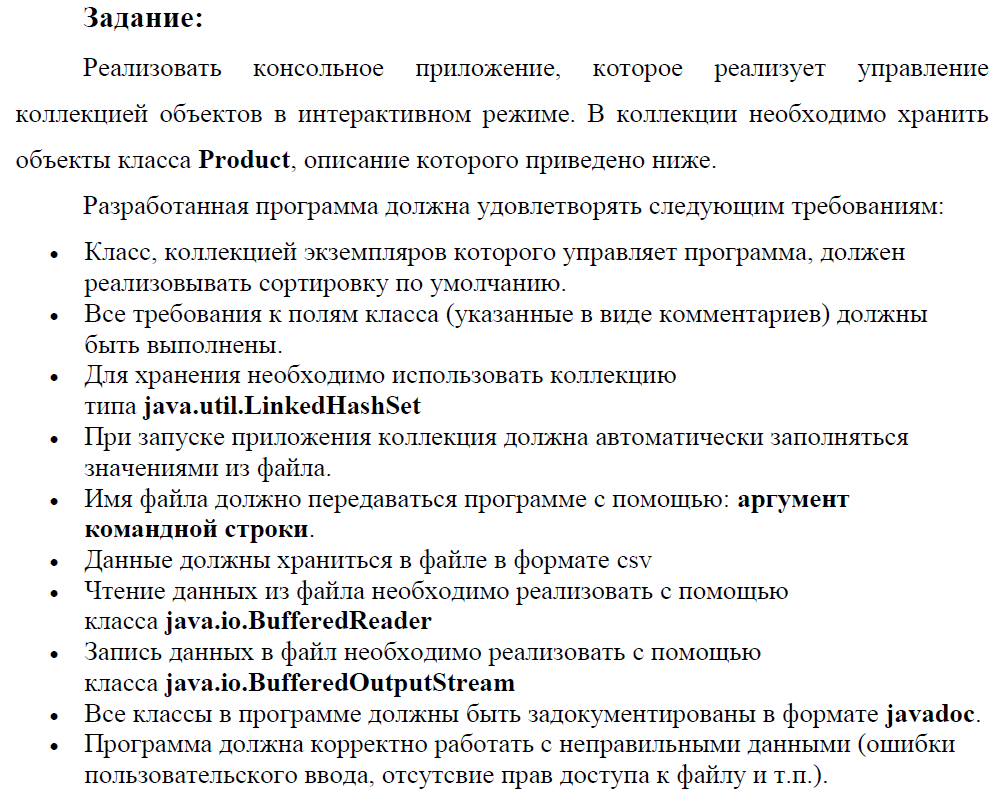 Задание:
Реализовать консольное приложение, которое реализует управление
коллекцией объектов в интерактивном режиме. В коллекции необходимо хранить
объекты класса Product, описание которого приведено ниже.
Разработанная программа должна удовлетворять следующим требованиям:
• Класс, коллекцией экземпляров которого управляет программа, должен
реализовывать сортировку по умолчанию.
• Все требования к полям класса (указанные в виде комментариев) должны
быть выполнены.
• Для хранения необходимо использовать коллекцию
типа java.util.LinkedHashSet
• При запуске приложения коллекция должна автоматически заполняться
значениями из файла.
• Имя файла должно передаваться программе с помощью: аргумент
командной строки.
• Данные должны храниться в файле в формате csv
• Чтение данных из файла необходимо реализовать с помощью
класса java.io.BufferedReader
• Запись данных в файл необходимо реализовать с помощью
класса java.io.BufferedOutputStream
• Все классы в программе должны быть задокументированы в формате javadoc.
• Программа должна корректно работать с неправильными данными (ошибки
пользовательского ввода, отсутсвие прав доступа к файлу и т.п.).